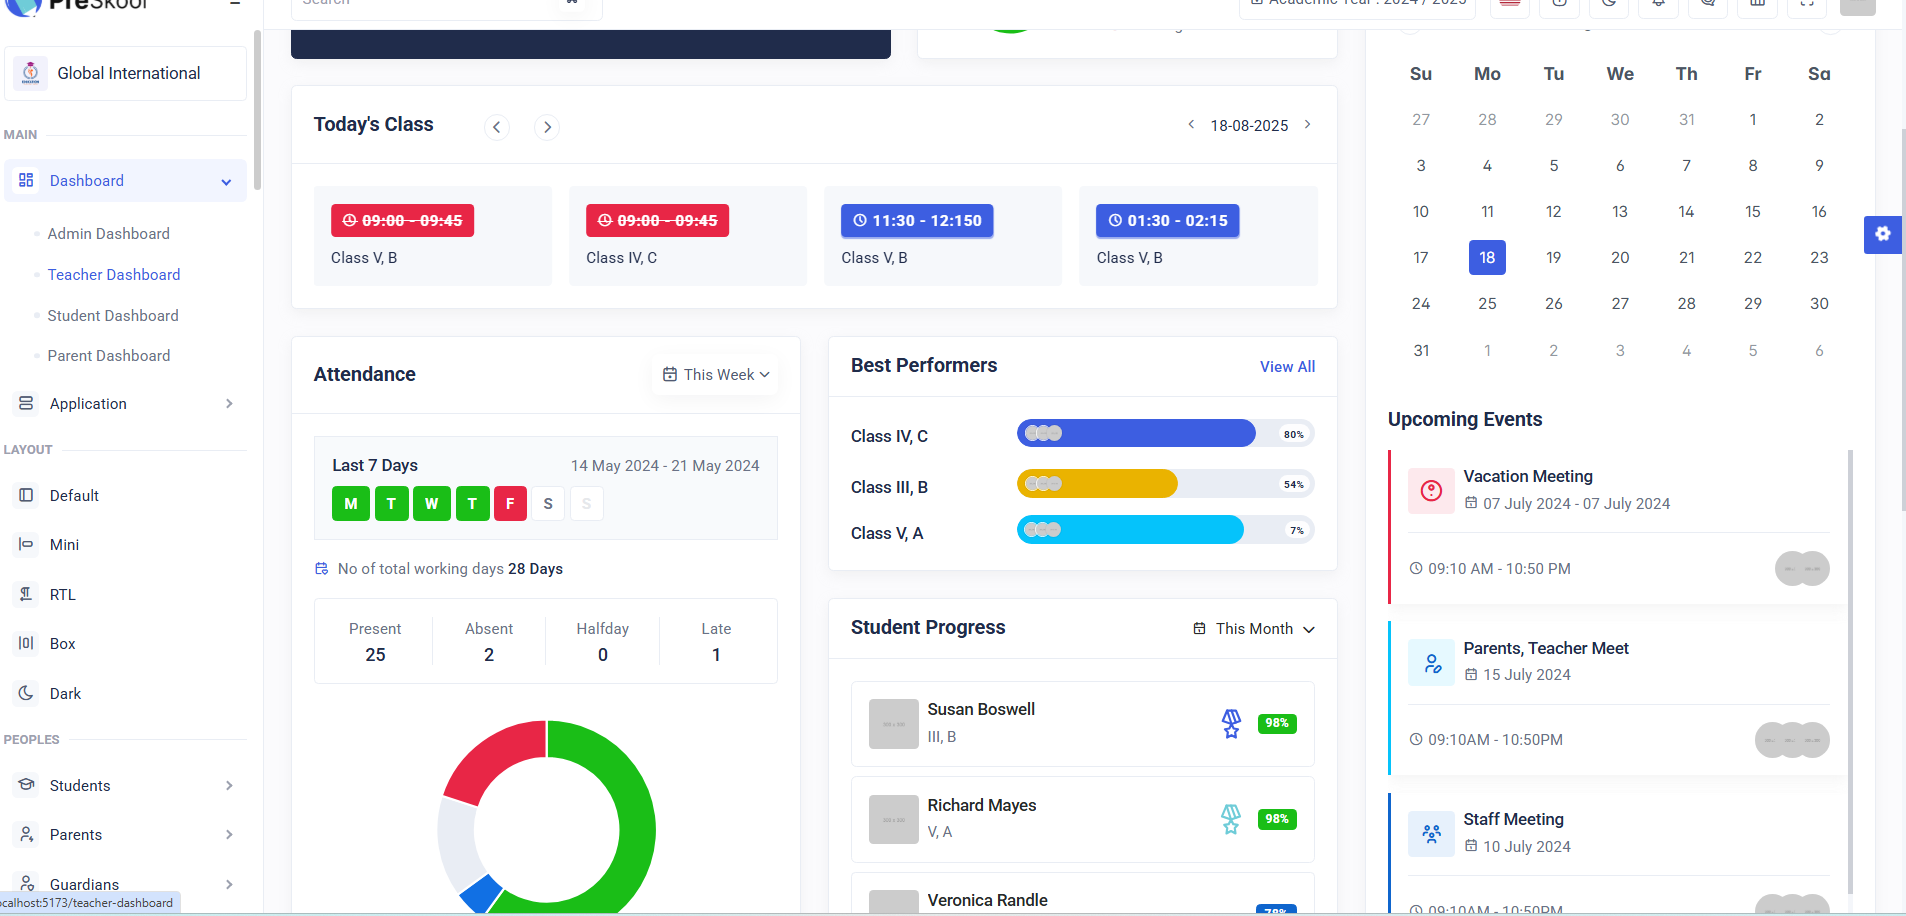 PreSkool
Search
Academic Year : 2024 / 2025
Global International
MAIN
Dashboard
Admin Dashboard
Teacher Dashboard
Student Dashboard
Parent Dashboard
Application
LAYOUT
Default
Mini
RTL
Box
Dark
PEOPLES
Students
Parents
Guardians
ocalhost:5173/teacher-dashboard
Today's Class
18-08-2025
09:00 - 09:45
Class V, B
09:00 - 09:45
Class IV, C
11:30 - 12:150
Class V, B
01:30 - 02:15
Class V, B
Attendance
This Week
Last 7 Days
14 May 2024 - 21 May 2024
M T W T F S S
No of total working days 28 Days
Present
25
Absent
2
Halfday
0
Late
1
Best Performers
View All
Class IV, C
80%
Class III, B
54%
Class V, A
7%
Student Progress
This Month
Susan Boswell
III, B
98%
Richard Mayes
V, A
98%
Veronica Randle
78%
Su Mo Tu We Th Fr Sa
27 28 29 30 31 1 2
3 4 5 6 7 8 9
10 11 12 13 14 15 16
17 18 19 20 21 22 23
24 25 26 27 28 29 30
31 1 2 3 4 5 6
Upcoming Events
Vacation Meeting
07 July 2024 - 07 July 2024
09:10 AM - 10:50 PM
Parents, Teacher Meet
15 July 2024
09:10AM - 10:50PM
Staff Meeting
10 July 2024
09:10AM - 10:50PM